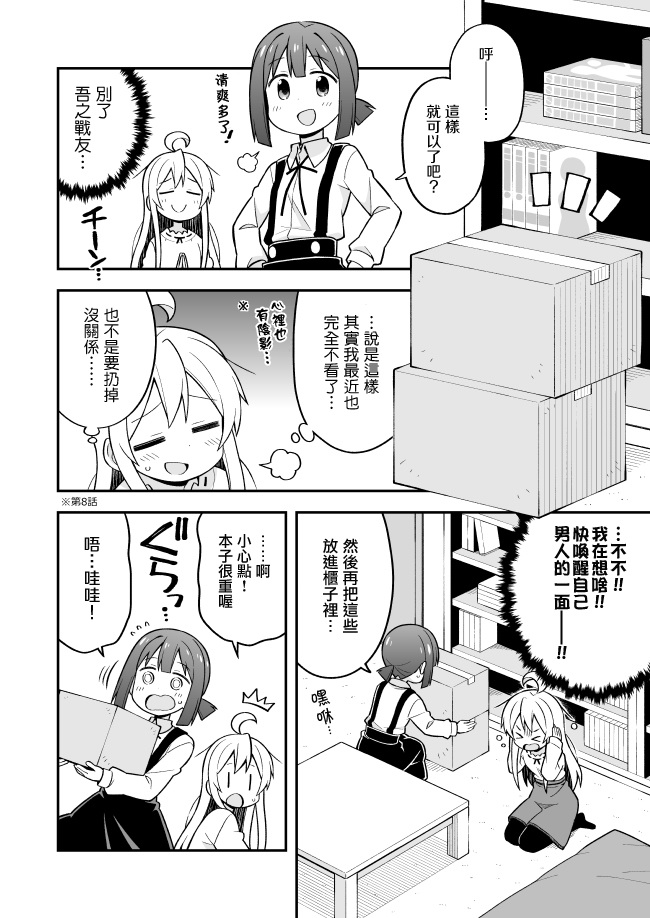 呼——…
這樣
就可以了吧？
清爽多了！
別了
吾之戰友…
チーン…
…說是這樣
其實我最近也
完全不看了…
※
心裡也
有陰影…
也不是要扔掉
沒關係……
※第8話
…不不!!
我在想啥!!
快喚醒自己
男人的一面——!!
然後再把這些
放進櫃子裡…
嘿咻…
……啊
小心點！
本子很重喔
ぐらっ…
唔…哇哇！